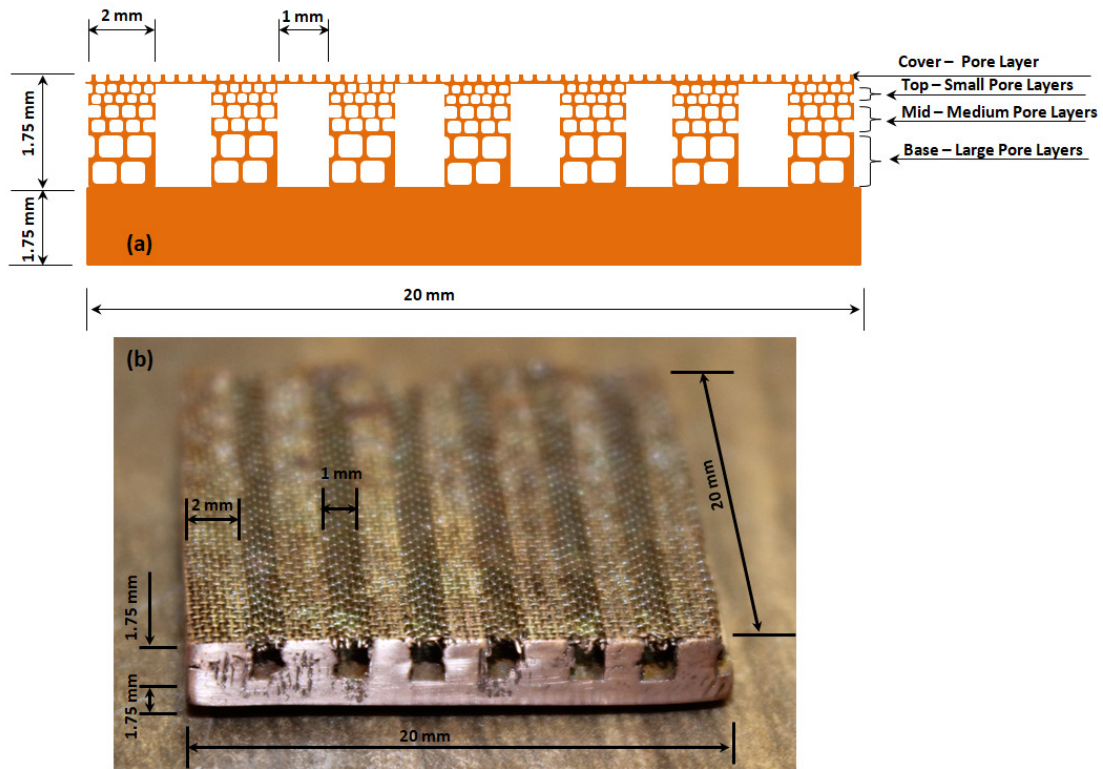 2 mm
1 mm
Cover – Pore Layer
Top – Small Pore Layers
Mid – Medium Pore Layers
Base – Large Pore Layers
1.75 mm
1.75 mm
(a)
20 mm
(b)
1 mm
2 mm
20 mm
1.75 mm
1.75 mm
20 mm